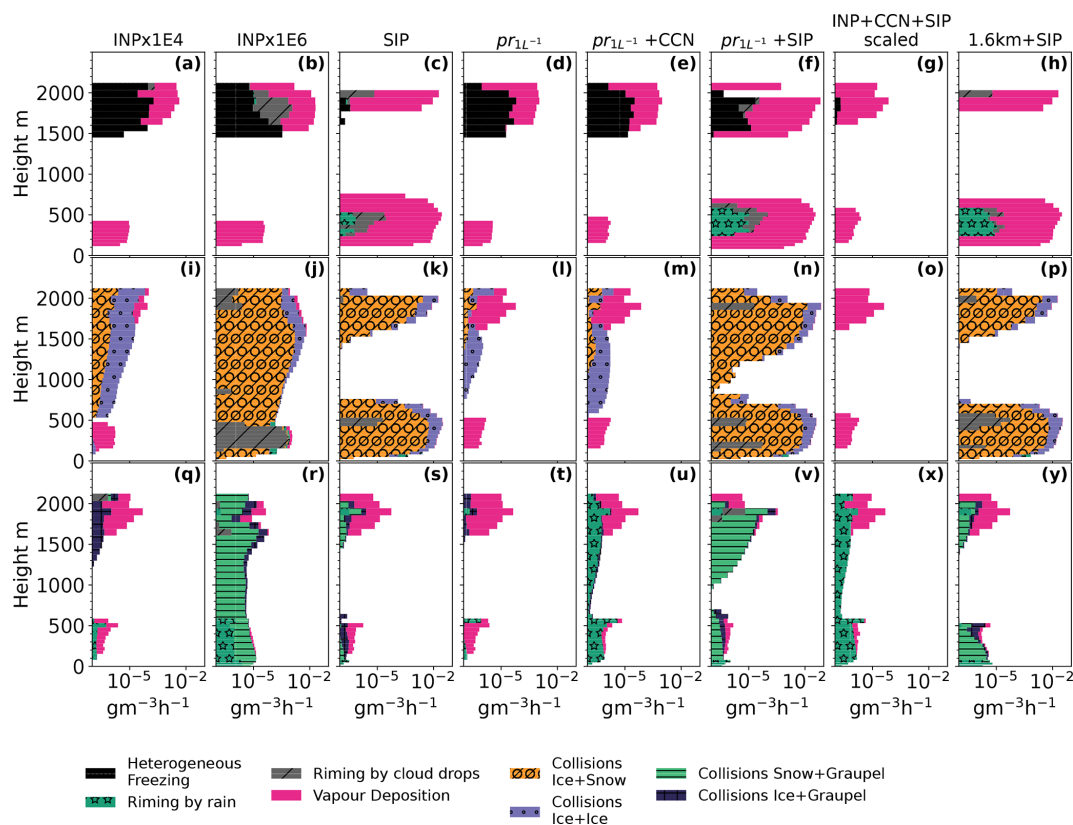 INPx1E4 INPx1E6 SIP pr1L−1 pr1L−1 +CCN pr1L−1 +SIP INP+CCN+SIP scaled 1.6km+SIP
(a) (b) (c) (d) (e) (f) (g) (h)
Height m
2000
1500
1000
500
0
(i) (j) (k) (l) (m) (n) (o) (p)
Height m
2000
1500
1000
500
0
(q) (r) (s) (t) (u) (v) (x) (y)
Height m
2000
1500
1000
500
0
10−5 10−2 10−5 10−2 10−5 10−2 10−5 10−2 10−5 10−2 10−5 10−2 10−5 10−2 10−5 10−2
gm−3h−1 gm−3h−1 gm−3h−1 gm−3h−1 gm−3h−1 gm−3h−1 gm−3h−1 gm−3h−1
Heterogeneous
Freezing
Riming by rain
Riming by cloud drops
Vapour Deposition
Collisions
Ice+Snow
Collisions
Ice+Ice
Collisions Snow+Graupel
Collisions Ice+Graupel